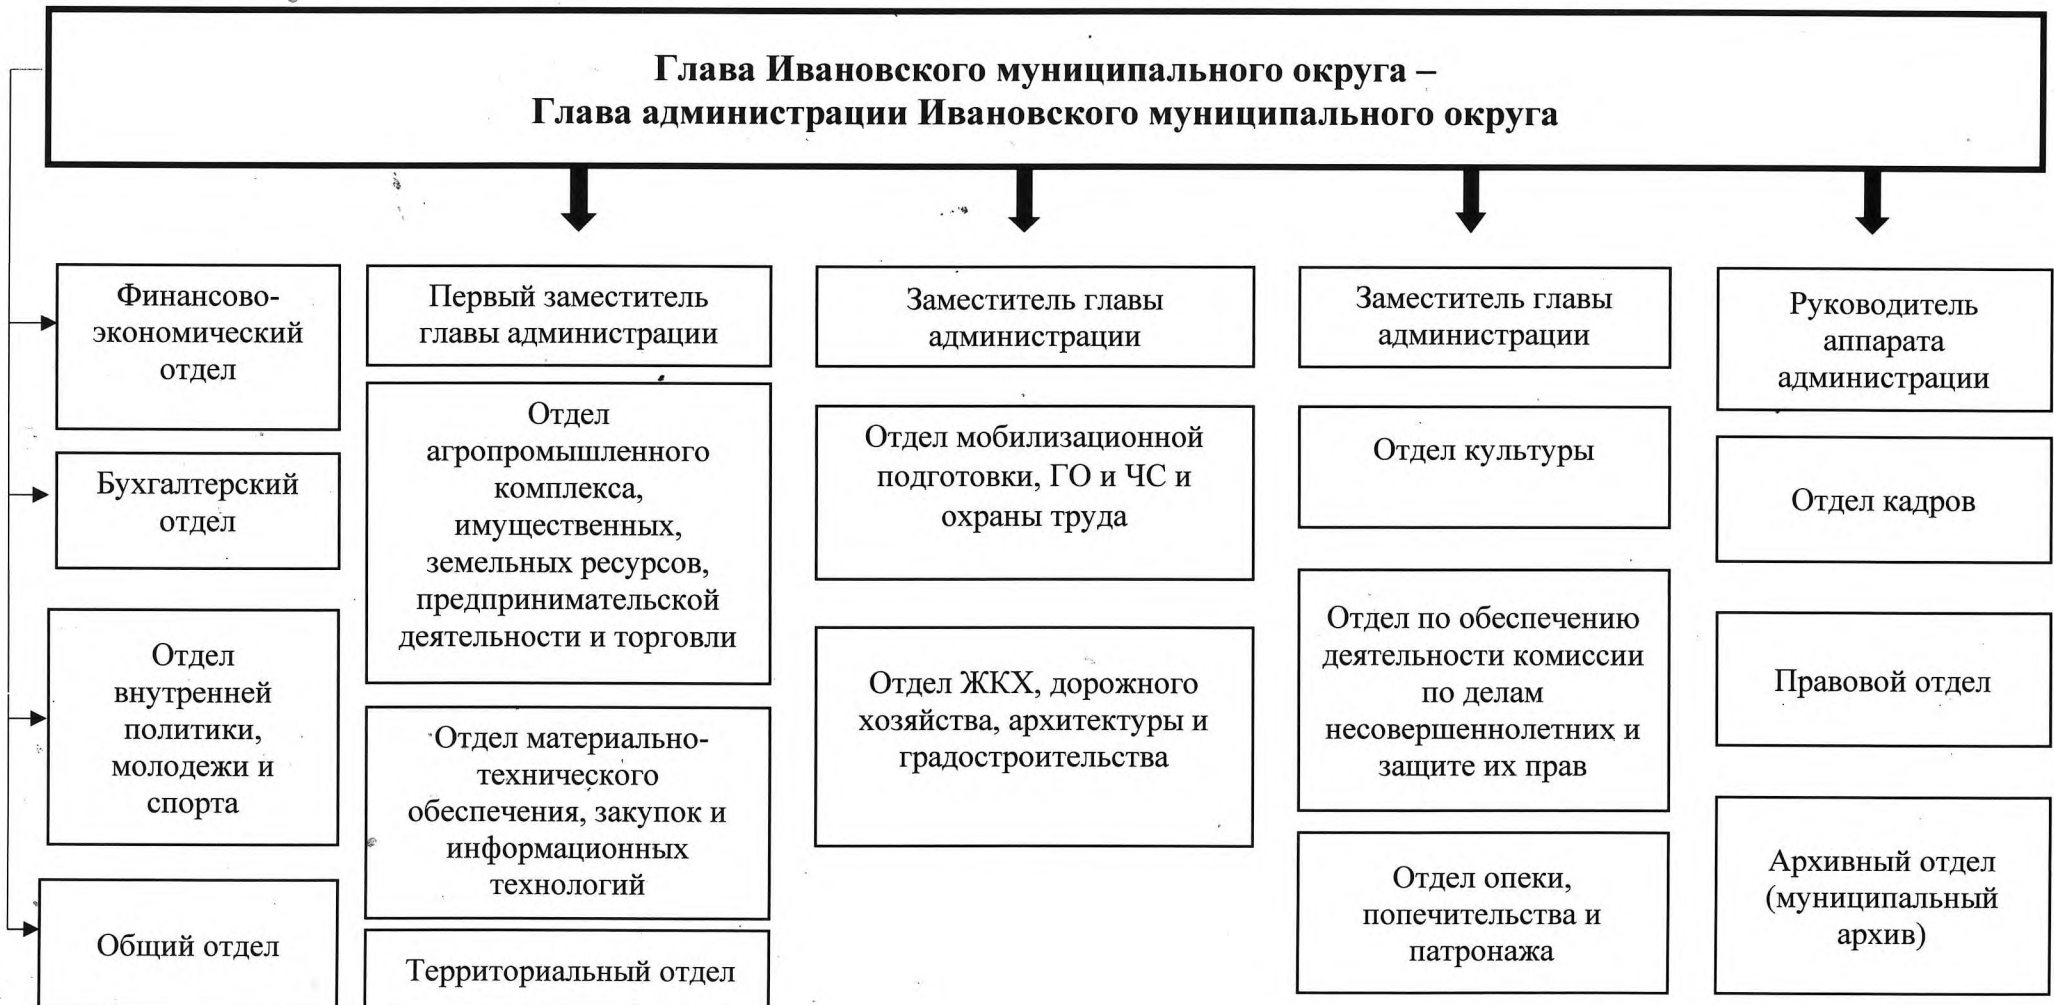 Глава Ивановского муниципального округа –
Глава администрации Ивановского муниципального округа
Финансово-
экономический
отдел
Бухгалтерский
отдел
Отдел
внутренней
политики,
молодежи и
спорта
Общий отдел
Первый заместитель
главы администрации
Отдел
агропромышленного
комплекса,
имущественных,
земельных ресурсов,
предпринимательской
деятельности и торговли
Отдел материально-
технического
обеспечения, закупок и
информационных
технологий
Территориальный отдел
Заместитель главы
администрации
Отдел мобилизационной
подготовки, ГО и ЧС и
охраны труда
Отдел ЖКХ, дорожного
хозяйства, архитектуры и
градостроительства
Заместитель главы
администрации
Отдел культуры
Отдел по обеспечению
деятельности комиссии
по делам
несовершеннолетних и
защите их прав
Отдел опеки,
попечительства и
патронажа
Руководитель
аппарата
администрации
Отдел кадров
Правовой отдел
Архивный отдел
(муниципальный
архив)